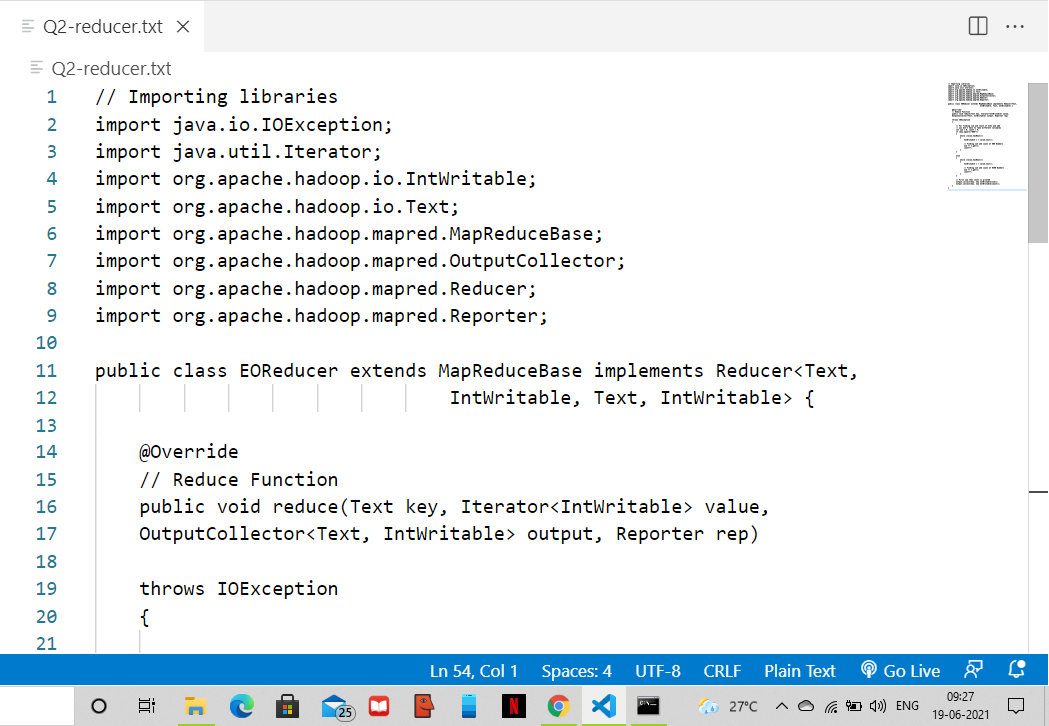 Q2-reducer.txt
Q2-reducer.txt
1 // Importing libraries
2 import java.io.IOException;
3 import java.util.Iterator;
4 import org.apache.hadoop.io.IntWritable;
5 import org.apache.hadoop.io.Text;
6 import org.apache.hadoop.mapred.MapReduceBase;
7 import org.apache.hadoop.mapred.OutputCollector;
8 import org.apache.hadoop.mapred.Reducer;
9 import org.apache.hadoop.mapred.Reporter;
10
11 public class EOReducer extends MapReduceBase implements Reducer<Text,
12 IntWritable, Text, IntWritable> {
13
14 @Override
15 // Reduce Function
16 public void reduce(Text key, Iterator<IntWritable> value,
17 OutputCollector<Text, IntWritable> output, Reporter rep)
18
19 throws IOException
20 {
21
Ln 54, Col 1 Spaces: 4 UTF-8 CRLF Plain Text Go Live
25 N 27°C ENG 09:27
19-06-2021